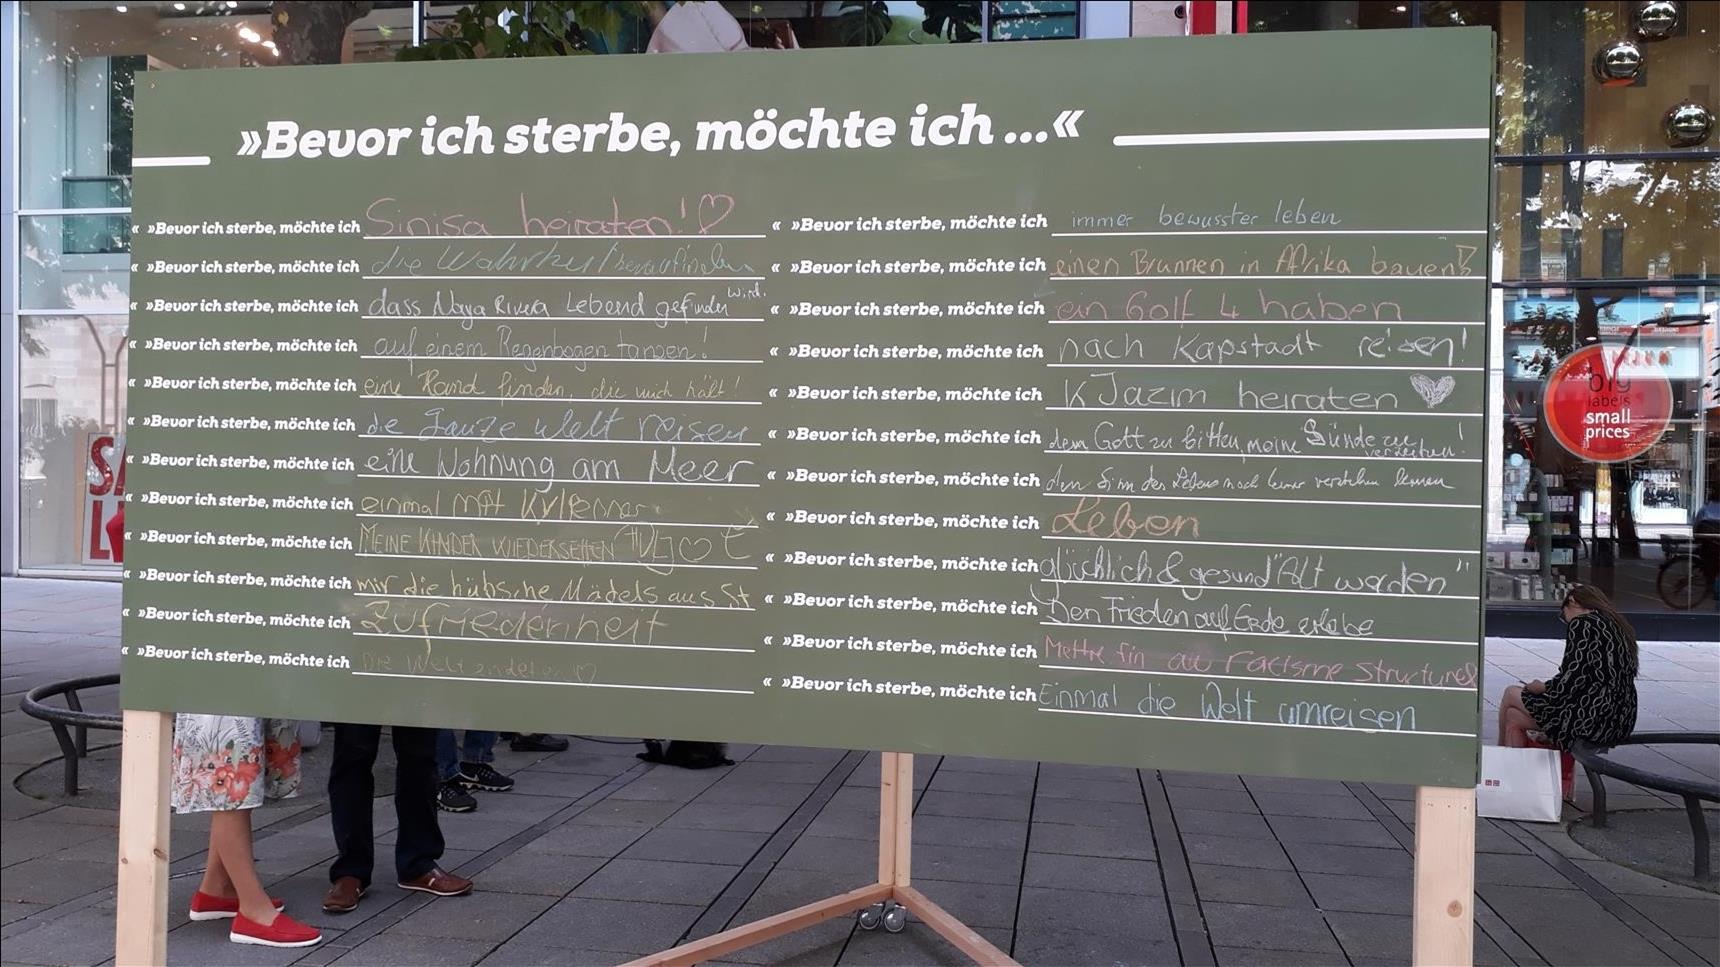 »Bevor ich sterbe, möchte ich ...«
« »Bevor ich sterbe, möchte ich Sinisa heiraten! ♡
« »Bevor ich sterbe, möchte ich die Wahrheit herausfinden
« »Bevor ich sterbe, möchte ich dass Naya Rivera Lebend gefunden wird.
« »Bevor ich sterbe, möchte ich auf einem Regenbogen tanzen!
« »Bevor ich sterbe, möchte ich eine Hand finden, die mich hält!
« »Bevor ich sterbe, möchte ich die ganze Welt reisen
« »Bevor ich sterbe, möchte ich eine Wohnung am Meer
« »Bevor ich sterbe, möchte ich einmal mit
« »Bevor ich sterbe, möchte ich MEINE KINDER WIEDERSEHEN
« »Bevor ich sterbe, möchte ich mir die hübsche Mädels aus St
« »Bevor ich sterbe, möchte ich Zufriedenheit
« »Bevor ich sterbe, möchte ich Die Welt ändern ♡
« »Bevor ich sterbe, möchte ich immer bewusster leben
« »Bevor ich sterbe, möchte ich einen Brunnen in Afrika bauen!
« »Bevor ich sterbe, möchte ich ein Golf 4 haben
« »Bevor ich sterbe, möchte ich nach Kapstadt reisen!
« »Bevor ich sterbe, möchte ich K Jazim heiraten ♡
« »Bevor ich sterbe, möchte ich dem Gott zu bitten, meine Sünde zu verzeihen!
« »Bevor ich sterbe, möchte ich den Sinn des Lebens noch verstehen lernen
« »Bevor ich sterbe, möchte ich Leben
« »Bevor ich sterbe, möchte ich glücklich & gesund "Alt werden"
« »Bevor ich sterbe, möchte ich Den Frieden auf Erde erlebe
« »Bevor ich sterbe, möchte ich Mettre fin au racisme structurel
« »Bevor ich sterbe, möchte ich Einmal die Welt umreisen
big
labels
small
prices